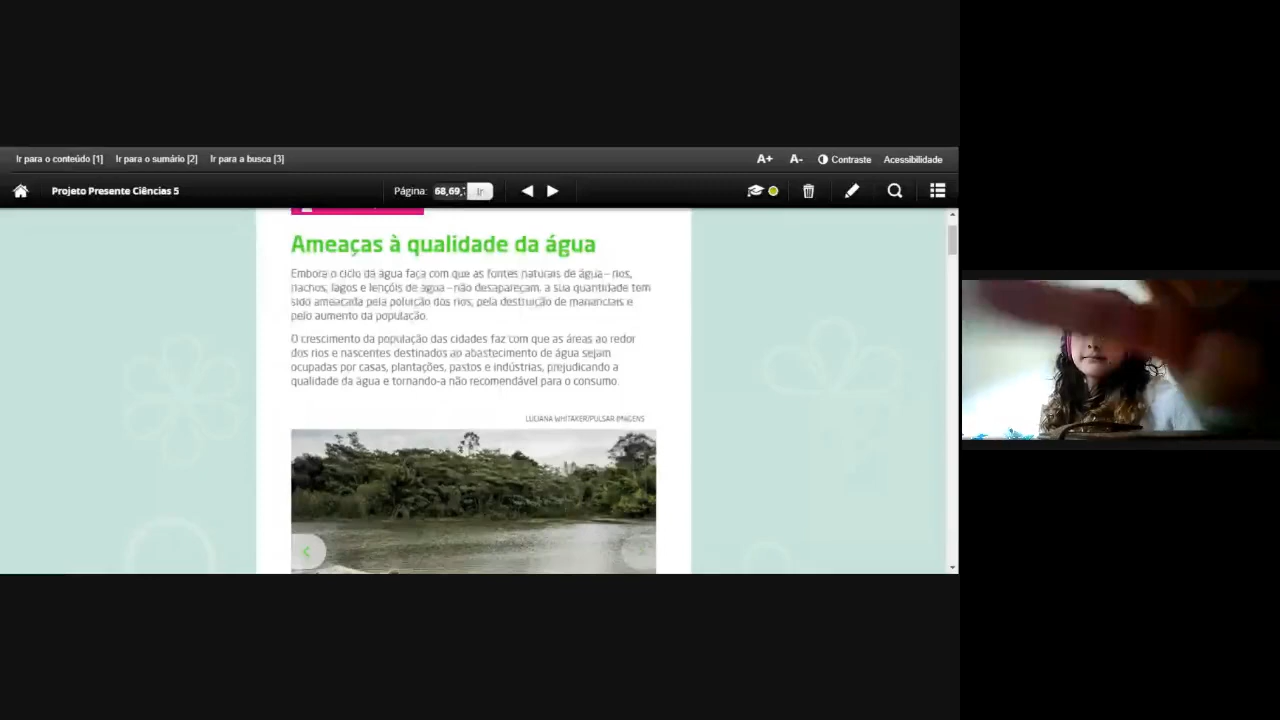 Ir para o conteúdo [1] Ir para o sumário [2] Ir para a busca [3] A+ A- Contraste Acessibilidade
Projeto Presente Ciências 5 Página: 68,69, Ir
Ameaças à qualidade da água
Embora o ciclo da água faça com que as fontes naturais de água – rios,
riachos, lagos e lençóis de água – não desapareçam, a sua quantidade tem
sido ameaçada pela poluição dos rios, pela destruição de mananciais e
pelo aumento da população.
O crescimento da população das cidades faz com que as áreas ao redor
dos rios e nascentes destinados ao abastecimento de água sejam
ocupadas por casas, plantações, pastos e indústrias, prejudicando a
qualidade da água e tornando-a não recomendável para o consumo.
LUCIANA WHITAKER/PULSAR IMAGENS